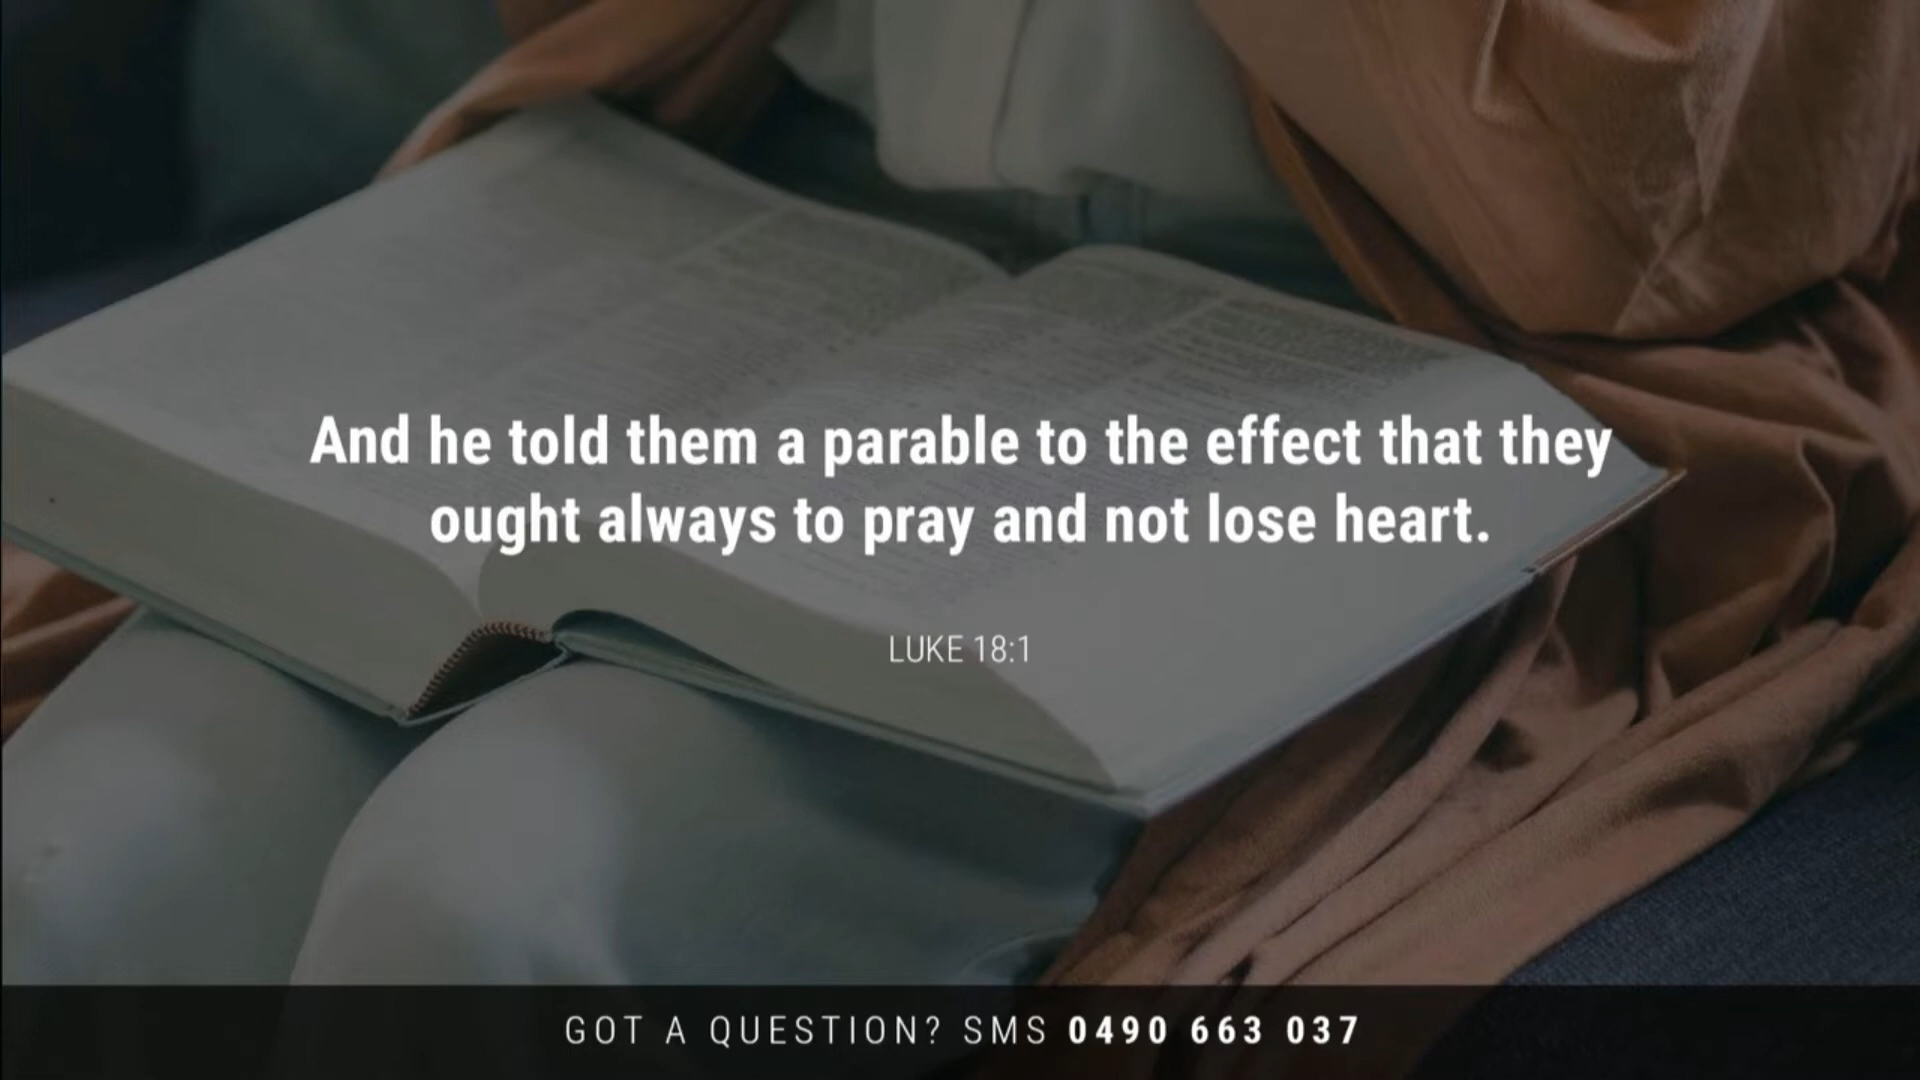 And he told them a parable to the effect that they
ought always to pray and not lose heart.
LUKE 18:1
GOT A QUESTION? SMS 0490 663 037